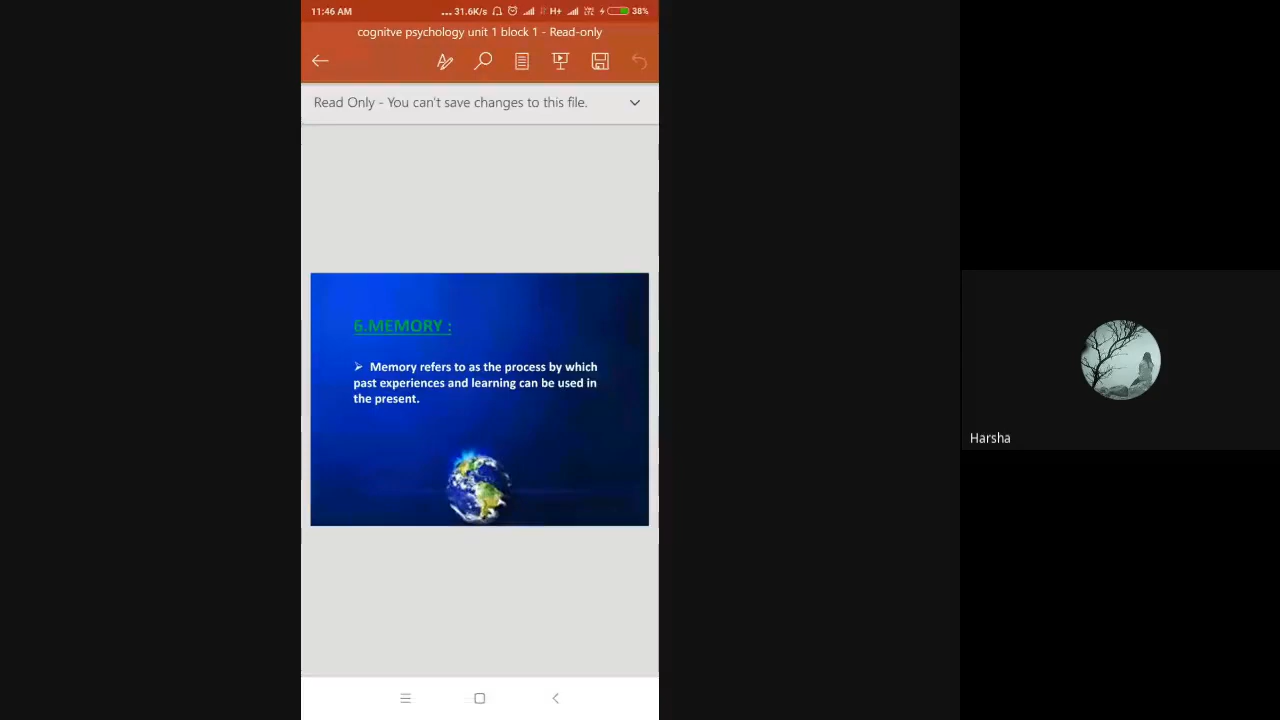 11:46 AM
... 31.6K/s
H+
38%
cognitve psychology unit 1 block 1 - Read-only
Read Only - You can't save changes to this file.
6.MEMORY :
➢ Memory refers to as the process by which
past experiences and learning can be used in
the present.
Harsha